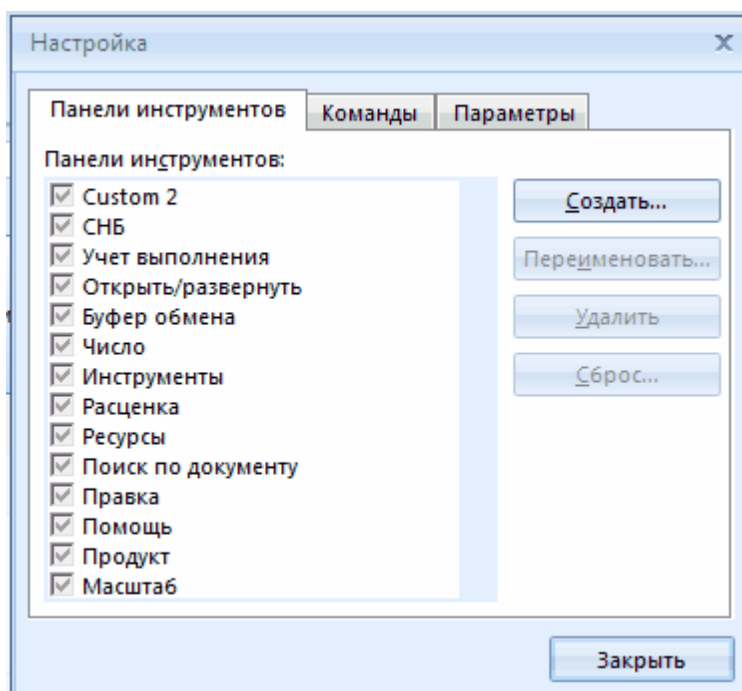 Настройка
Панели инструментов
Команды
Параметры
Панели инструментов:
Custom 2
СНБ
Учет выполнения
Открыть/развернуть
Буфер обмена
Число
Инструменты
Расценка
Ресурсы
Поиск по документу
Правка
Помощь
Продукт
Масштаб
Создать...
Переименовать...
Удалить
Сброс...
Закрыть